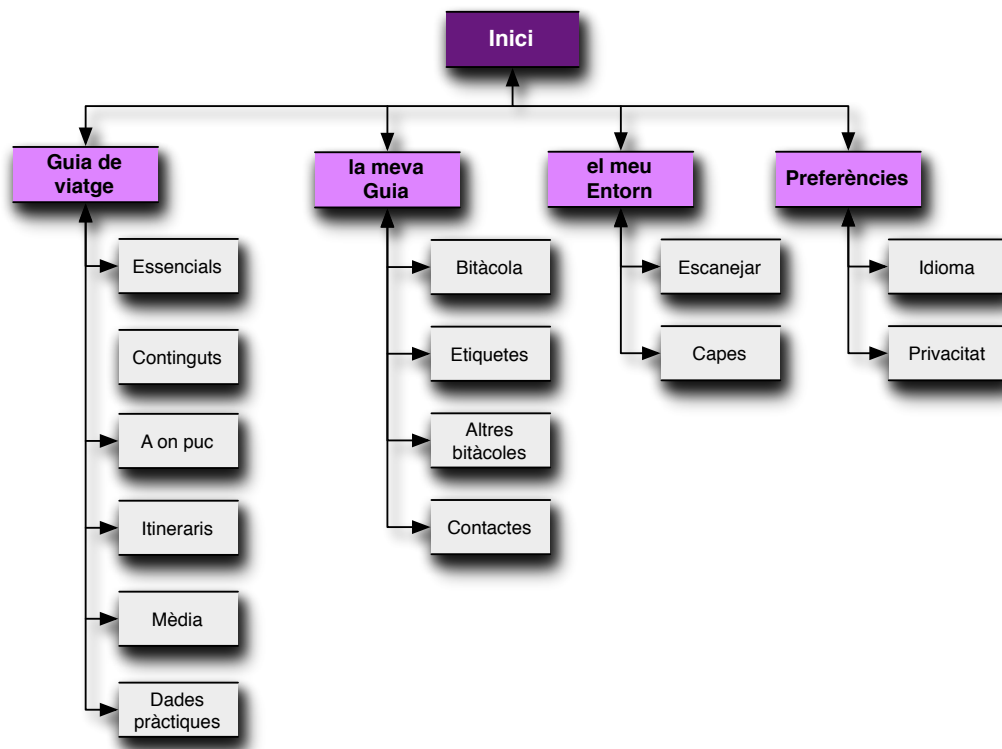 Inici
Guia de
viatge
la meva
Guia
el meu
Entorn
Preferències
Essencials
Continguts
A on puc
Itineraris
Mèdia
Dades
pràctiques
Bitàcola
Etiquetes
Altres
bitàcoles
Contactes
Escanejar
Capes
Idioma
Privacitat